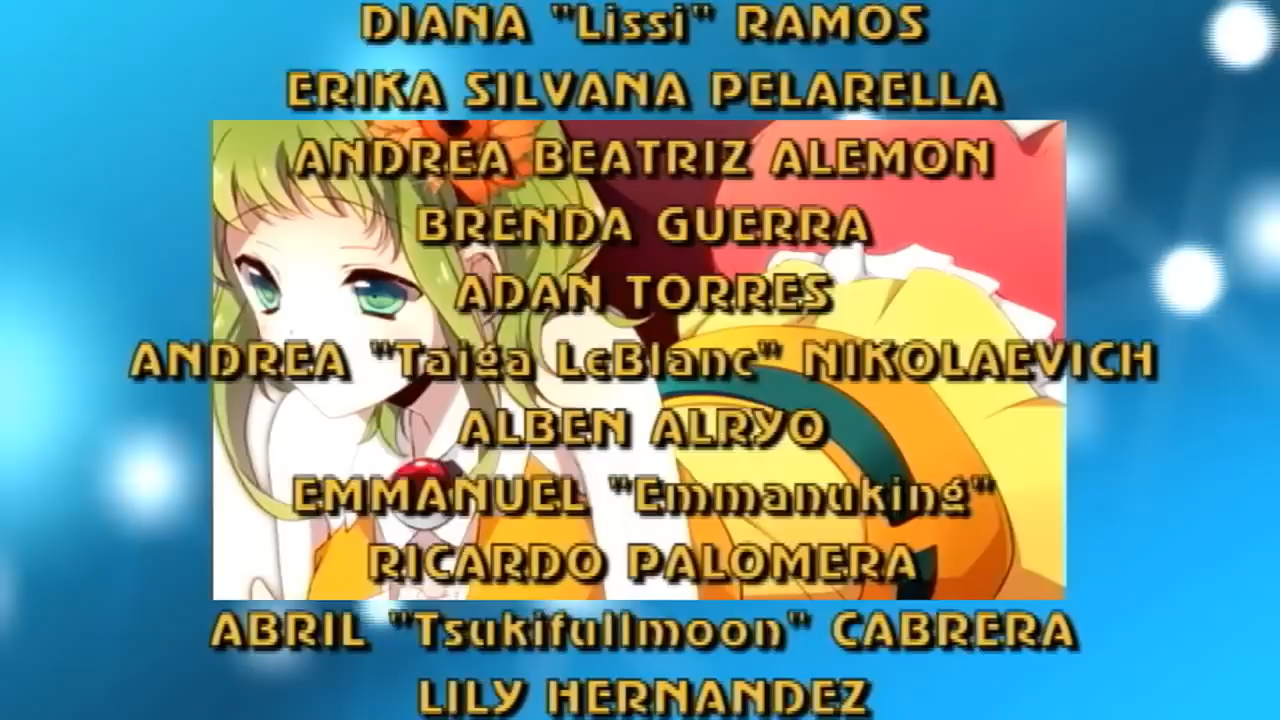 DIANA "Lissi" RAMOS
ERIKA SILVANA PELARELLA
ANDREA BEATRIZ ALEMON
BRENDA GUERRA
ADAN TORRES
ANDREA "Taiga LeBlanc" NIKOLAEVICH
ALBEN ALRYO
EMMANUEL "Emmanuking"
RICARDO PALOMERA
ABRIL "Tsukifullmoon" CABRERA
LILY HERNANDEZ